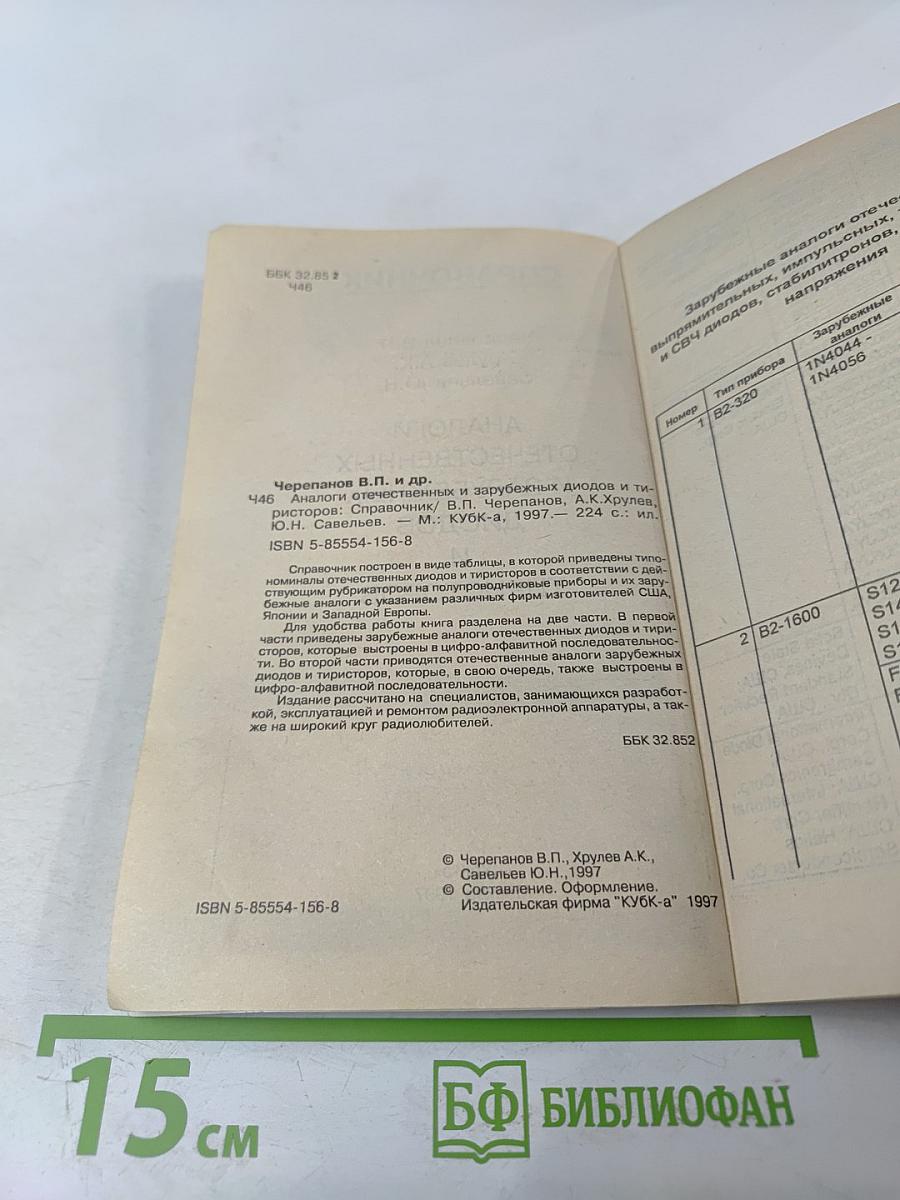 ББК 32.852
Ч46
Черепанов В.П. и др.
Ч46 Аналоги отечественных и зарубежных диодов и ти-
ристоров: Справочник/ В.П. Черепанов, А.К.Хрулев,
Ю.Н. Савельев. — М.: КУбК-а, 1997.— 224 с.: ил.
ISBN 5-85554-156-8
Справочник построен в виде таблицы, в которой приведены типо-
номиналы отечественных диодов и тиристоров в соответствии с дей-
ствующим рубрикатором на полупроводниковые приборы и их зару-
бежные аналоги с указанием различных фирм изготовителей США,
Японии и Западной Европы.
Для удобства работы книга разделена на две части. В первой
части приведены зарубежные аналоги отечественных диодов и тири-
сторов, которые выстроены в цифро-алфавитной последовательнос-
ти. Во второй части приводятся отечественные аналоги зарубежных
диодов и тиристоров, которые, в свою очередь, также выстроены в
цифро-алфавитной последовательности.
Издание рассчитано на специалистов, занимающихся разработ-
кой, эксплуатацией и ремонтом радиоэлектронной аппаратуры, а так-
же на широкий круг радиолюбителей.
ББК 32.852
© Черепанов В.П., Хрулев А.К.,
Савельев Ю.Н.,1997
© Составление. Оформление.
Издательская фирма "КУбК-а" 1997
ISBN 5-85554-156-8
Зарубежные аналоги отече
выпрямительных, импульсных,
и СВЧ диодов, стабилитронов,
напряжения
Номер Тип прибора Зарубежные
аналоги
1 В2-320 1N4044 -
1N4056
2 В2-1600 S12
S14
S1
S1
F
15 см
БФ БИБЛИОФАН